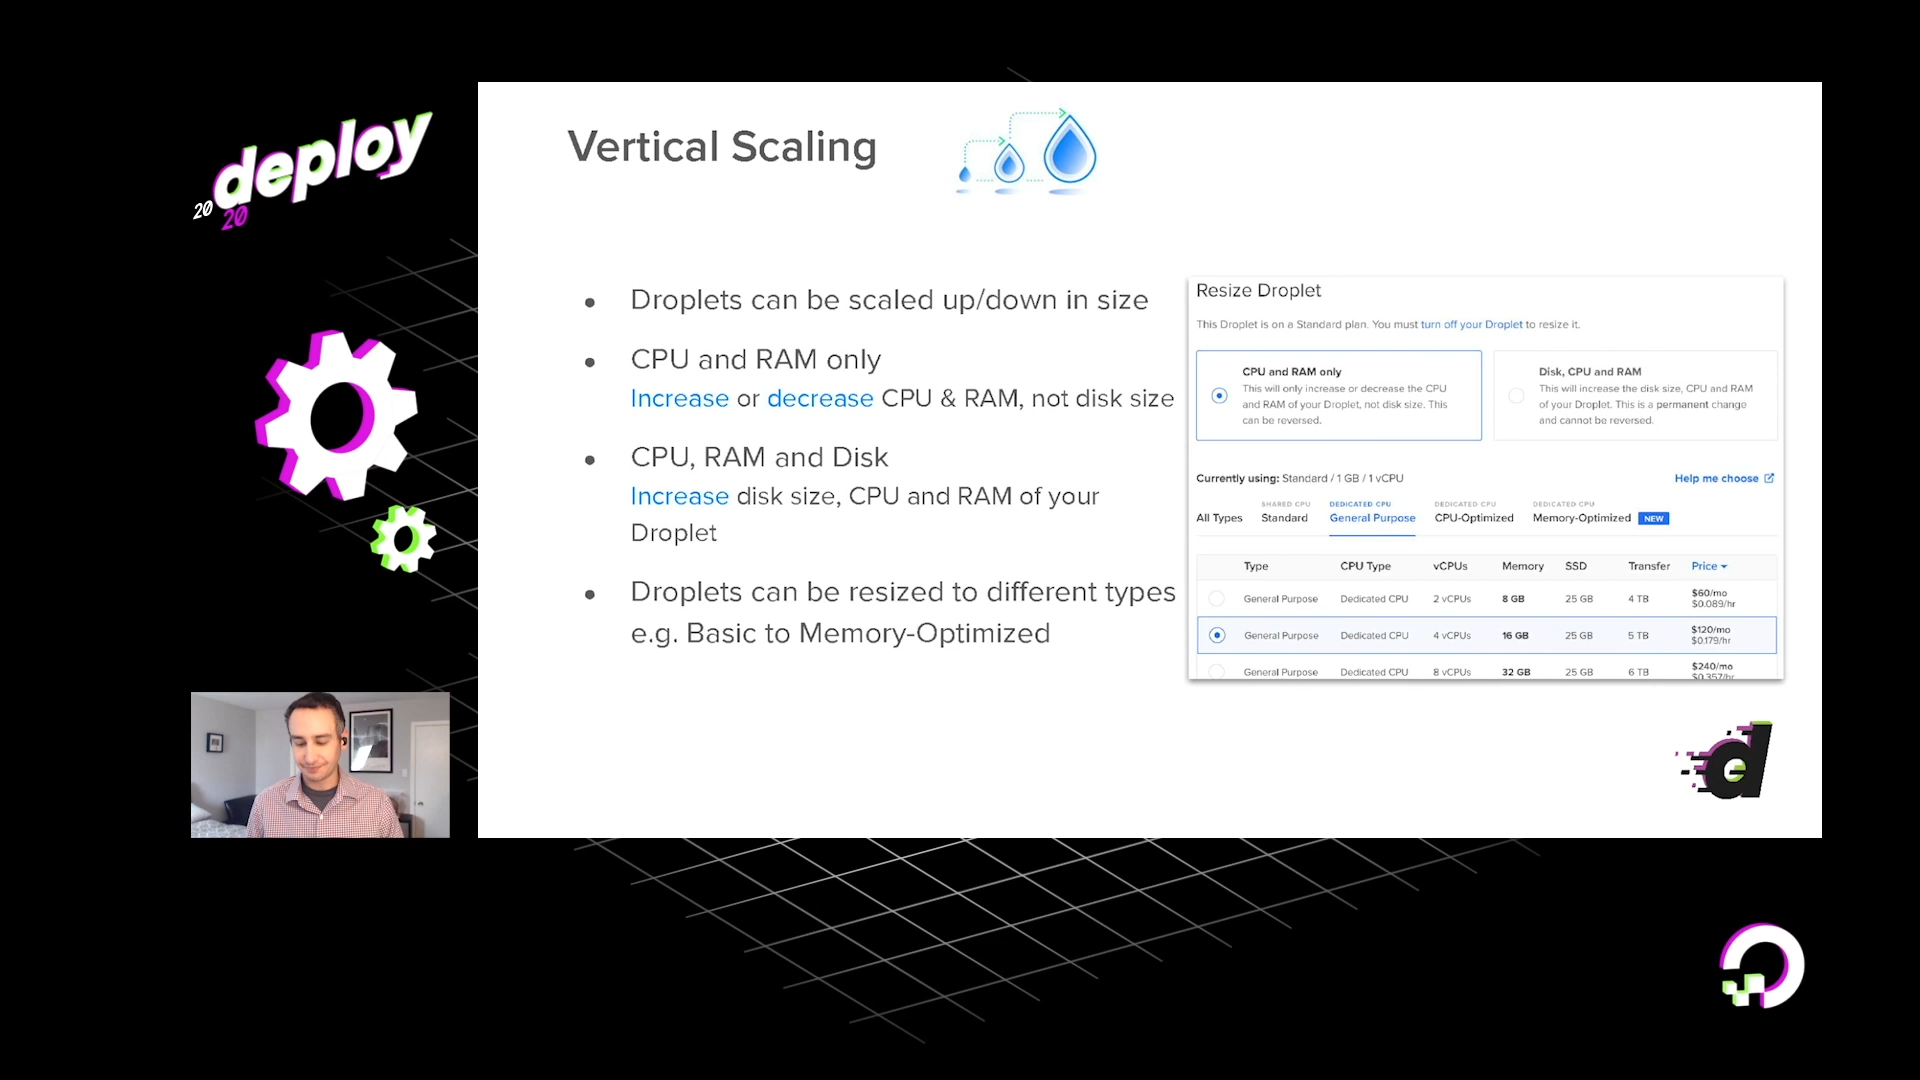 deploy
20
20
Vertical Scaling
• Droplets can be scaled up/down in size
• CPU and RAM only
Increase or decrease CPU & RAM, not disk size
• CPU, RAM and Disk
Increase disk size, CPU and RAM of your
Droplet
• Droplets can be resized to different types
e.g. Basic to Memory-Optimized
Resize Droplet
This Droplet is on a Standard plan. You must turn off your Droplet to resize it.
CPU and RAM only
This will only increase or decrease the CPU
and RAM of your Droplet, not disk size. This
can be reversed.
Disk, CPU and RAM
This will increase the disk size, CPU and RAM
of your Droplet. This is a permanent change
and cannot be reversed.
Currently using: Standard / 1 GB / 1 vCPU
Help me choose
All Types
SHARED CPU
Standard
DEDICATED CPU
General Purpose
DEDICATED CPU
CPU-Optimized
DEDICATED CPU
Memory-Optimized NEW
Type CPU Type vCPUs Memory SSD Transfer Price
General Purpose Dedicated CPU 2 vCPUs 8 GB 25 GB 4 TB $60/mo
$0.089/hr
General Purpose Dedicated CPU 4 vCPUs 16 GB 25 GB 5 TB $120/mo
$0.179/hr
General Purpose Dedicated CPU 8 vCPUs 32 GB 25 GB 6 TB $240/mo
$0.357/hr
d